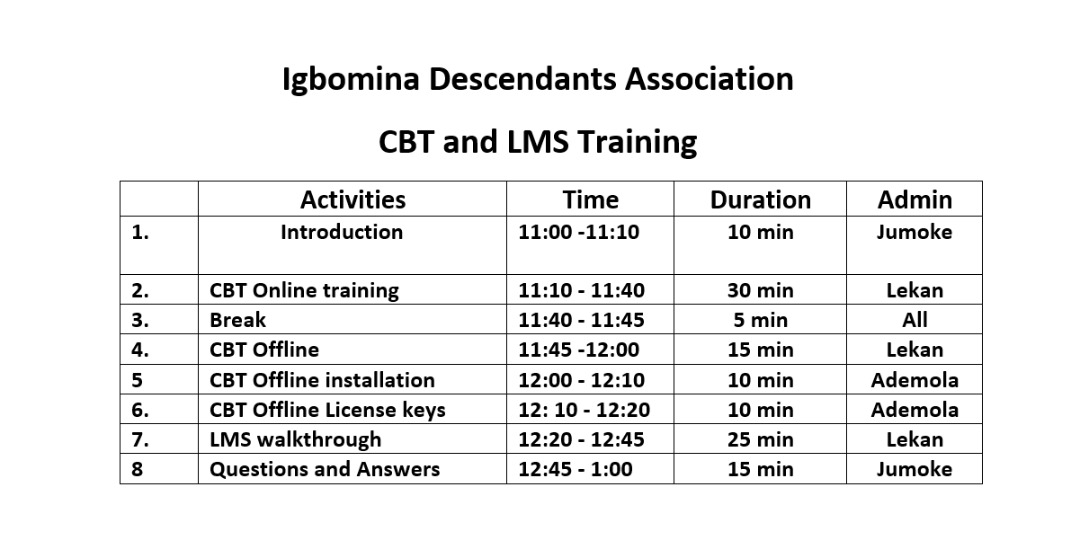 Igbomina Descendants Association
CBT and LMS Training
Activities Time Duration Admin
1. Introduction 11:00 -11:10 10 min Jumoke
2. CBT Online training 11:10 - 11:40 30 min Lekan
3. Break 11:40 - 11:45 5 min All
4. CBT Offline 11:45 -12:00 15 min Lekan
5 CBT Offline installation 12:00 - 12:10 10 min Ademola
6. CBT Offline License keys 12: 10 - 12:20 10 min Ademola
7. LMS walkthrough 12:20 - 12:45 25 min Lekan
8 Questions and Answers 12:45 - 1:00 15 min Jumoke